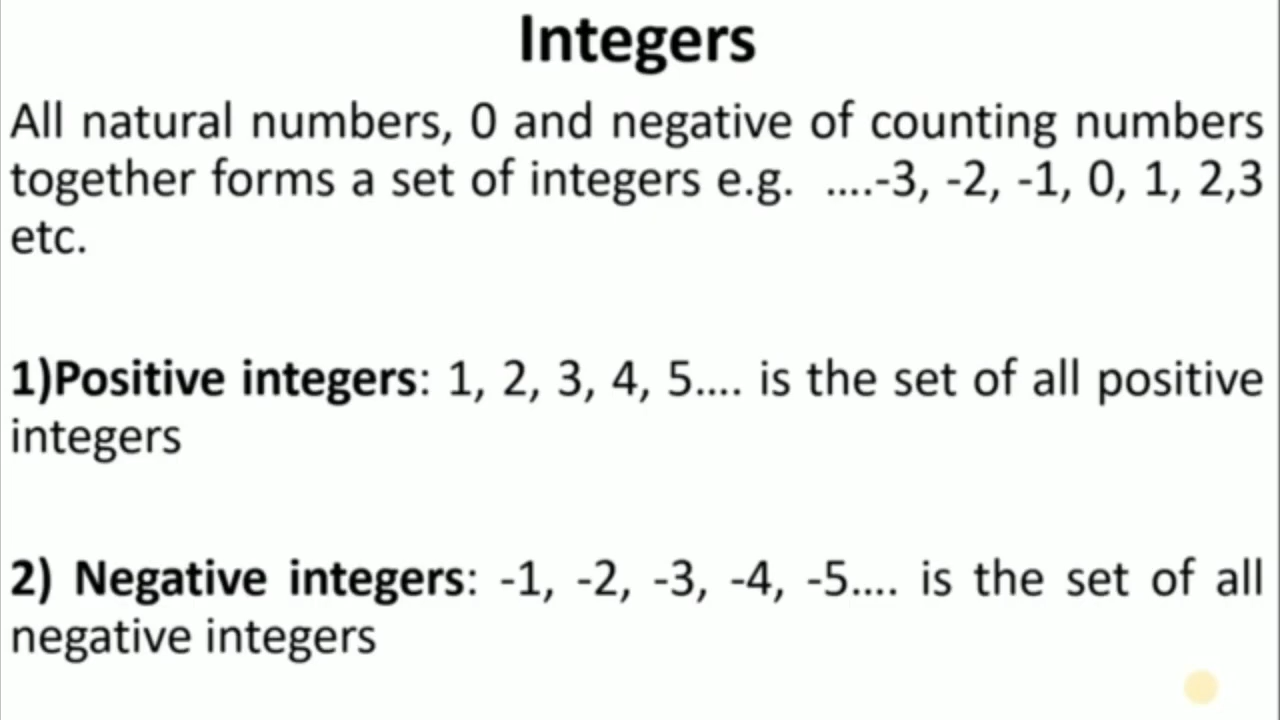 Integers
All natural numbers, 0 and negative of counting numbers
together forms a set of integers e.g. ....-3, -2, -1, 0, 1, 2,3
etc.
1)Positive integers: 1, 2, 3, 4, 5.... is the set of all positive
integers
2) Negative integers: -1, -2, -3, -4, -5.... is the set of all
negative integers